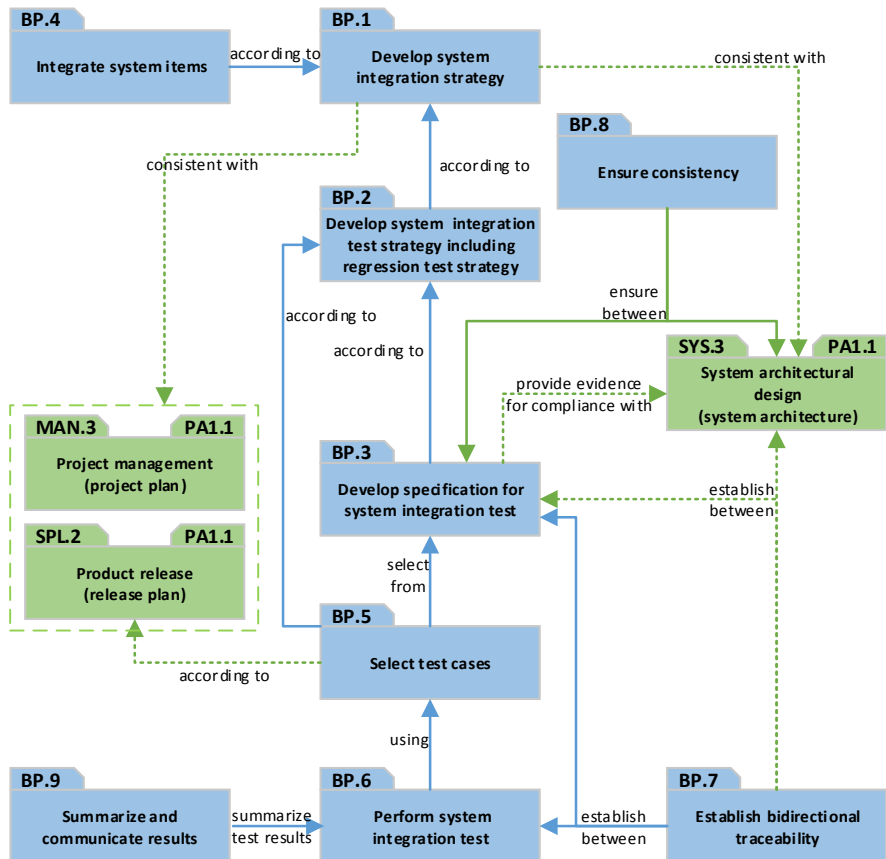 BP.4
Integrate system items
according to
BP.1
Develop system
integration strategy
consistent with
consistent with
according to
BP.8
Ensure consistency
BP.2
Develop system integration
test strategy including
regression test strategy
according to
according to
ensure
between
SYS.3
PA1.1
System architectural
design
(system architecture)
provide evidence
for compliance with
MAN.3
PA1.1
Project management
(project plan)
SPL.2
PA1.1
Product release
(release plan)
BP.3
Develop specification for
system integration test
establish
between
select
from
BP.5
Select test cases
according to
using
BP.9
Summarize and
communicate results
summarize
test results
BP.6
Perform system
integration test
establish
between
BP.7
Establish bidirectional
traceability